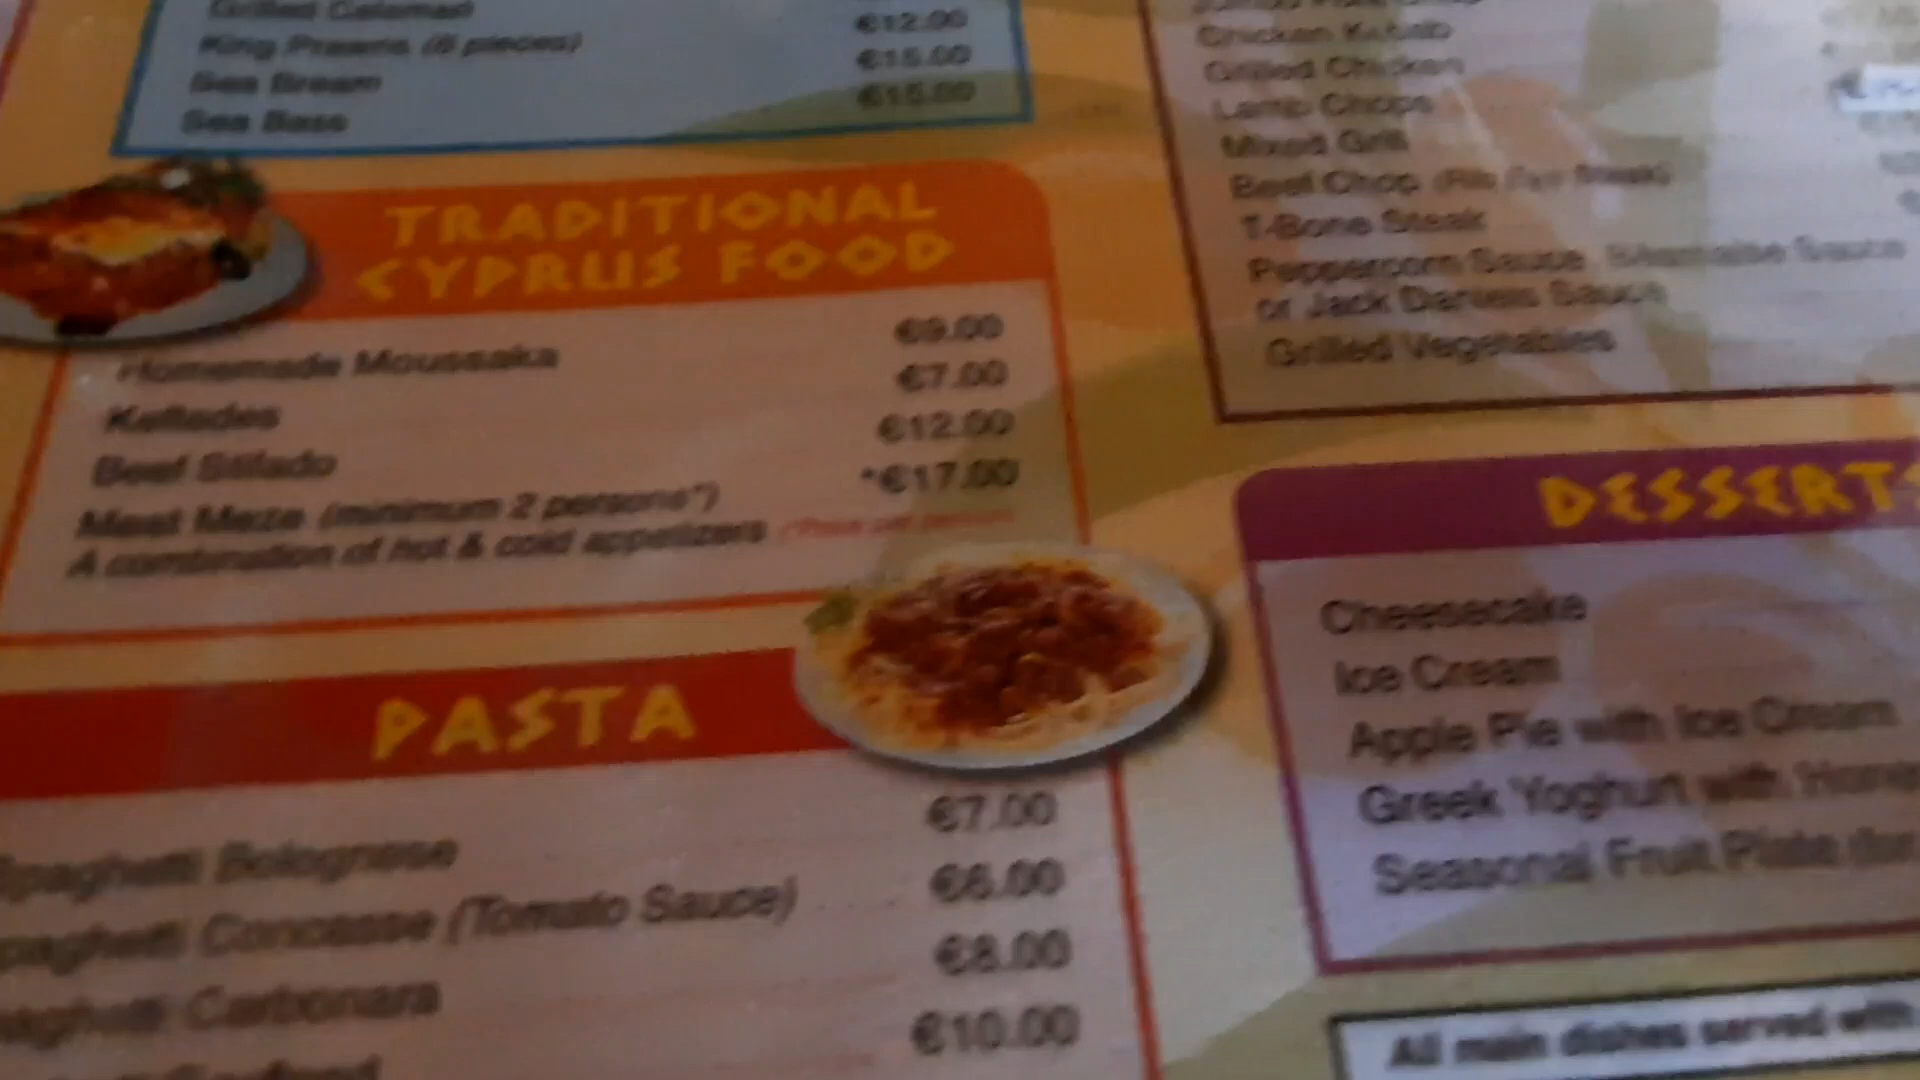 Grilled Calamari
King Prawns (6 pieces) €12.00
Sea Bream €15.00
Sea Bass €15.00
TRADITIONAL
CYPRUS FOOD
Homemade Moussaka €9.00
Keftedes €7.00
Beef Stifado €12.00
Meat Meze (minimum 2 persons*) *€17.00
A combination of hot & cold appetizers
PASTA
Spaghetti Bolognese €7.00
Spaghetti Concasse (Tomato Sauce) €6.00
Spaghetti Carbonara €8.00
€10.00
Chicken Kebab
Grilled Chicken
Lamb Chops
Mixed Grill
Beef Chop (Rib Eye Steak)
T-Bone Steak
Peppercorn Sauce, Sauce
or Jack Daniels Sauce
Grilled Vegetables
DESSERTS
Cheesecake
Ice Cream
Apple Pie with Ice Cream
Greek Yoghurt with
Seasonal Fruit Plate
All main dishes served with